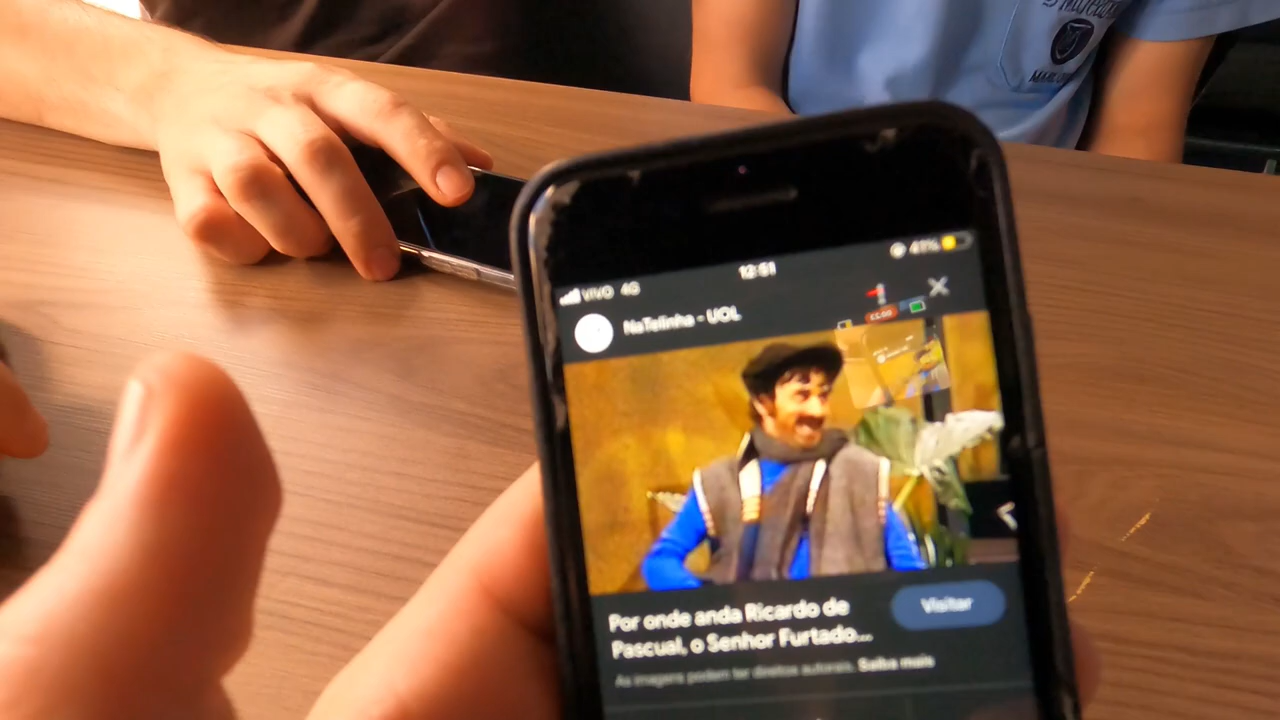 VIVO 4G
12:51
41%
NaTelinha - UOL
Por onde anda Ricardo de
Pascual, o Senhor Furtado...
Visitar
As imagens podem ter direitos autorais. Saiba mais